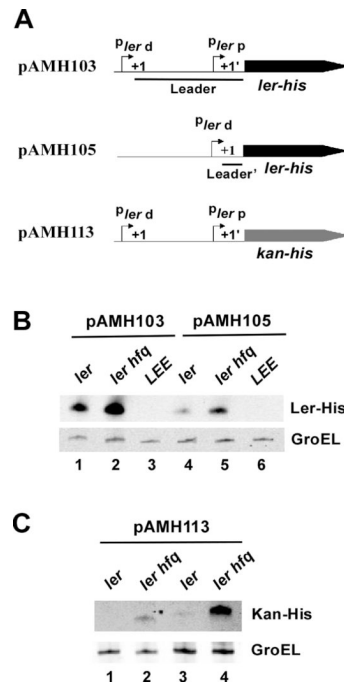 A
P ler d P ler p
pAMH103 +1 +1'
Leader ler-his
P ler d
pAMH105 +1
Leader' ler-his
P ler d P ler p
pAMH113 +1 +1'
kan-his
B
pAMH103 pAMH105
ler ler hfq LEE ler ler hfq LEE
Ler-His
GroEL
1 2 3 4 5 6
C
pAMH113
ler ler hfq ler ler hfq
Kan-His
GroEL
1 2 3 4